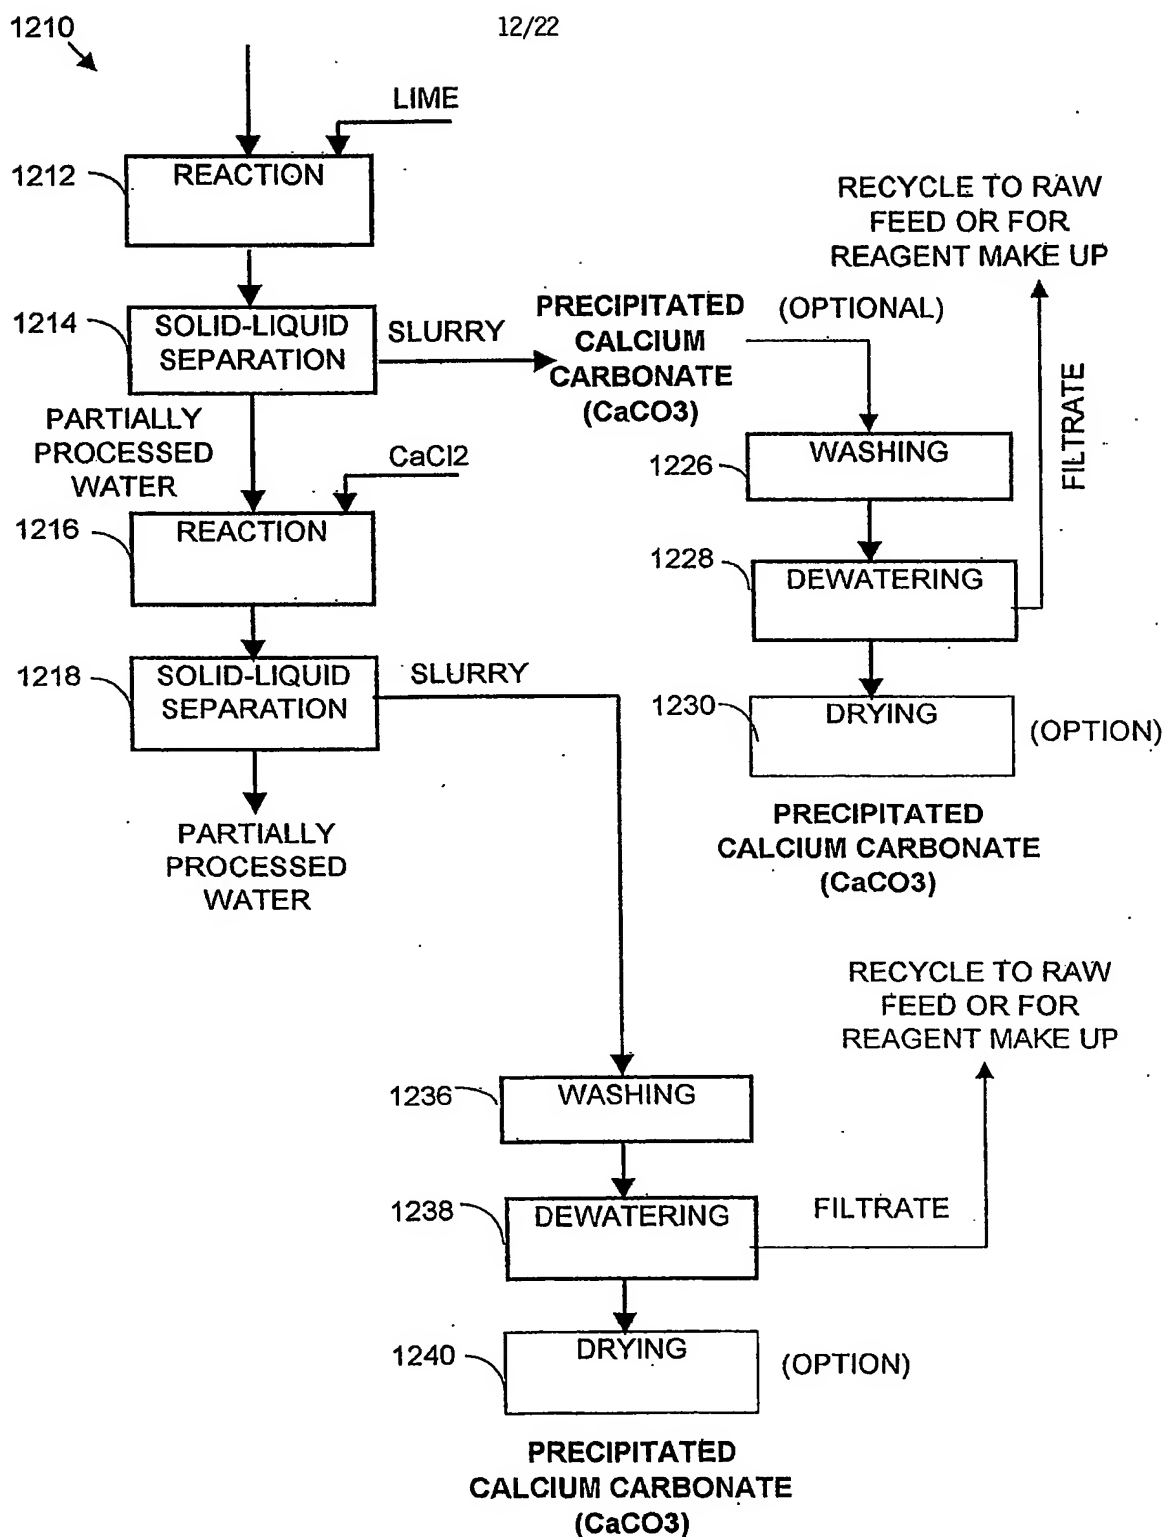 1210
12/22
LIME
1212
REACTION
RECYCLE TO RAW
FEED OR FOR
REAGENT MAKE UP
1214
SOLID-LIQUID
SEPARATION
SLURRY
PRECIPITATED
CALCIUM
CARBONATE
(CaCO3)
(OPTIONAL)
FILTRATE
PARTIALLY
PROCESSED
WATER
CaCl2
1226
WASHING
1216
REACTION
1228
DEWATERING
1218
SOLID-LIQUID
SEPARATION
SLURRY
1230
DRYING
(OPTION)
PARTIALLY
PROCESSED
WATER
PRECIPITATED
CALCIUM CARBONATE
(CaCO3)
RECYCLE TO RAW
FEED OR FOR
REAGENT MAKE UP
1236
WASHING
1238
DEWATERING
FILTRATE
1240
DRYING
(OPTION)
PRECIPITATED
CALCIUM CARBONATE
(CaCO3)